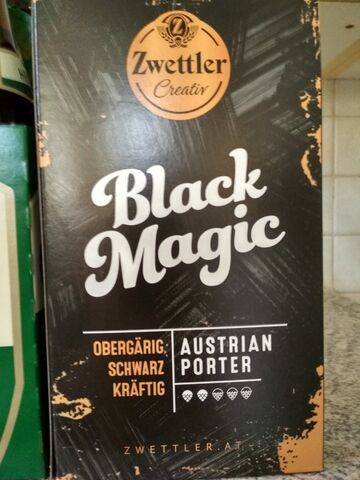 Zwettler
Creativ
Black
Magic
OBERGÄRIG,
SCHWARZ
KRÄFTIG
AUSTRIAN
PORTER
ZWETTLER.AT